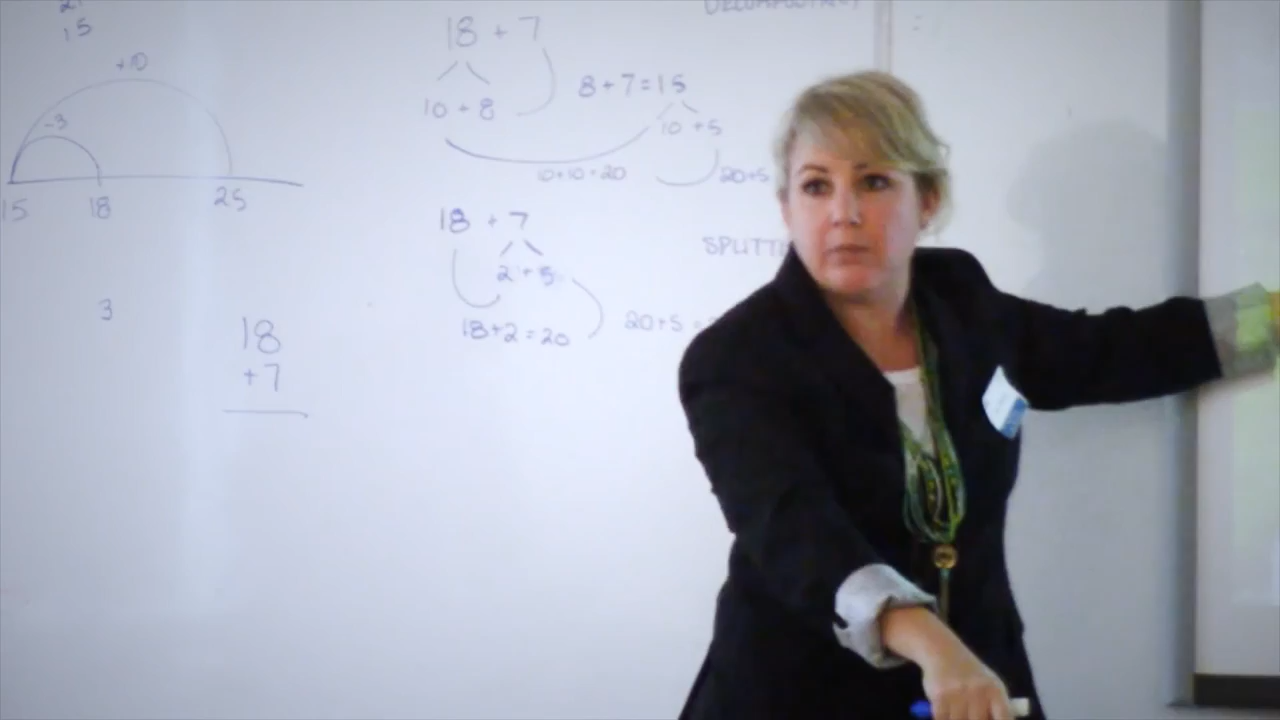 15
+10
-3
15 18 25
3
18
+7
18 + 7
10 + 8
8+7=15
10 +5
10+10=20
20+5
18 + 7
2 + 5
18+2=20
20+5 =